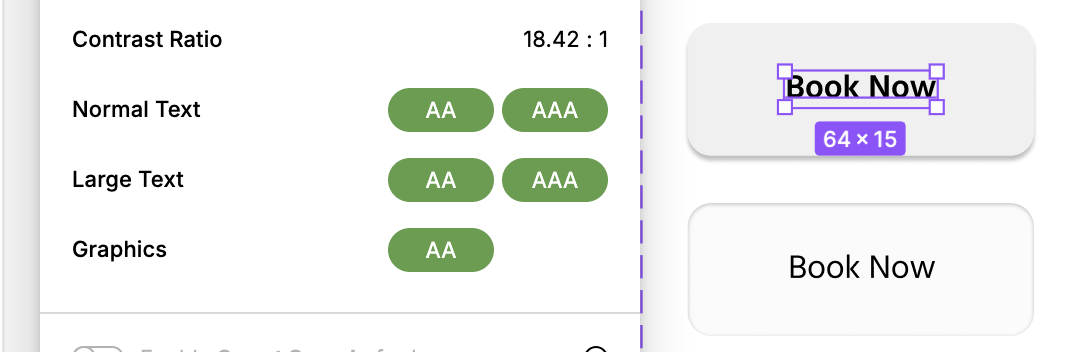 Contrast Ratio 18.42 : 1
Normal Text AA AAA
Large Text AA AAA
Graphics AA
Book Now
64 × 15
Book Now